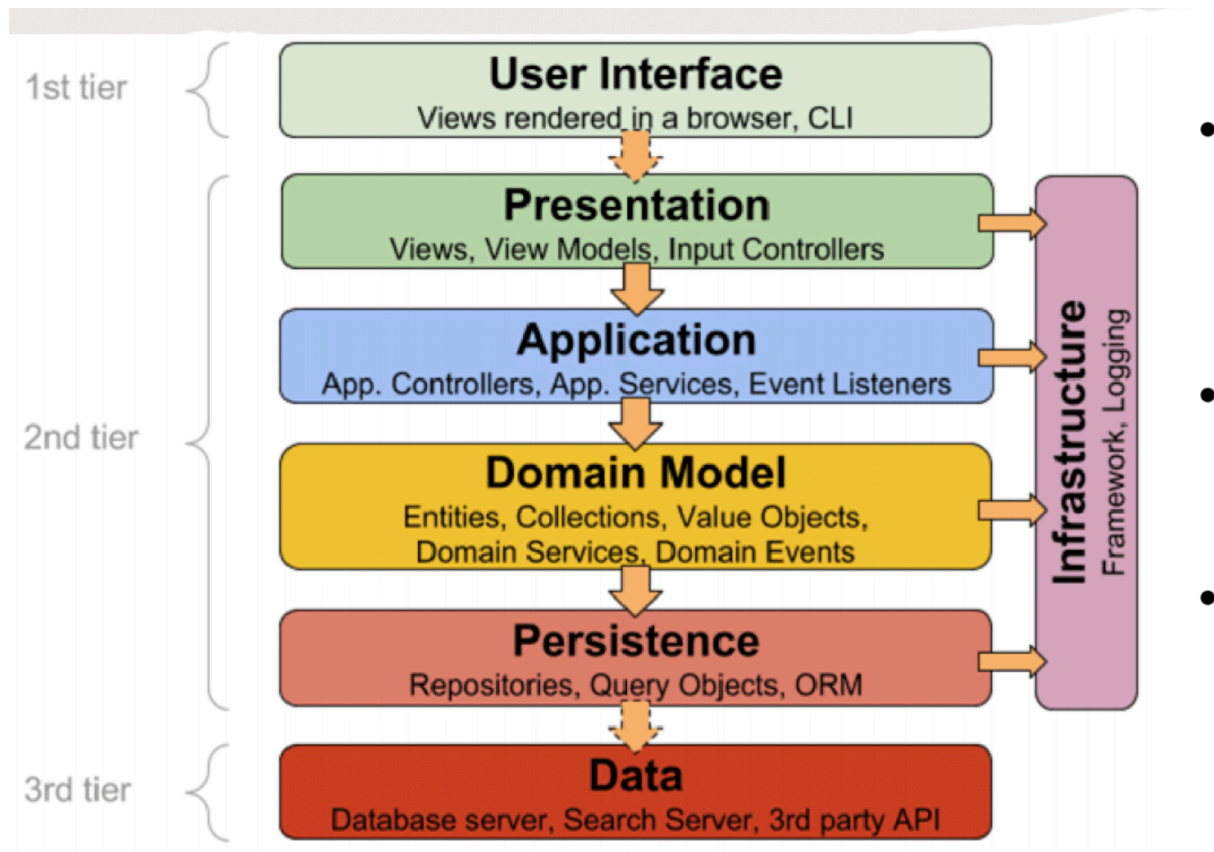 1st tier
User Interface
Views rendered in a browser, CLI
2nd tier
Presentation
Views, View Models, Input Controllers
Application
App. Controllers, App. Services, Event Listeners
Domain Model
Entities, Collections, Value Objects,
Domain Services, Domain Events
Persistence
Repositories, Query Objects, ORM
Infrastructure
Framework, Logging
3rd tier
Data
Database server, Search Server, 3rd party API